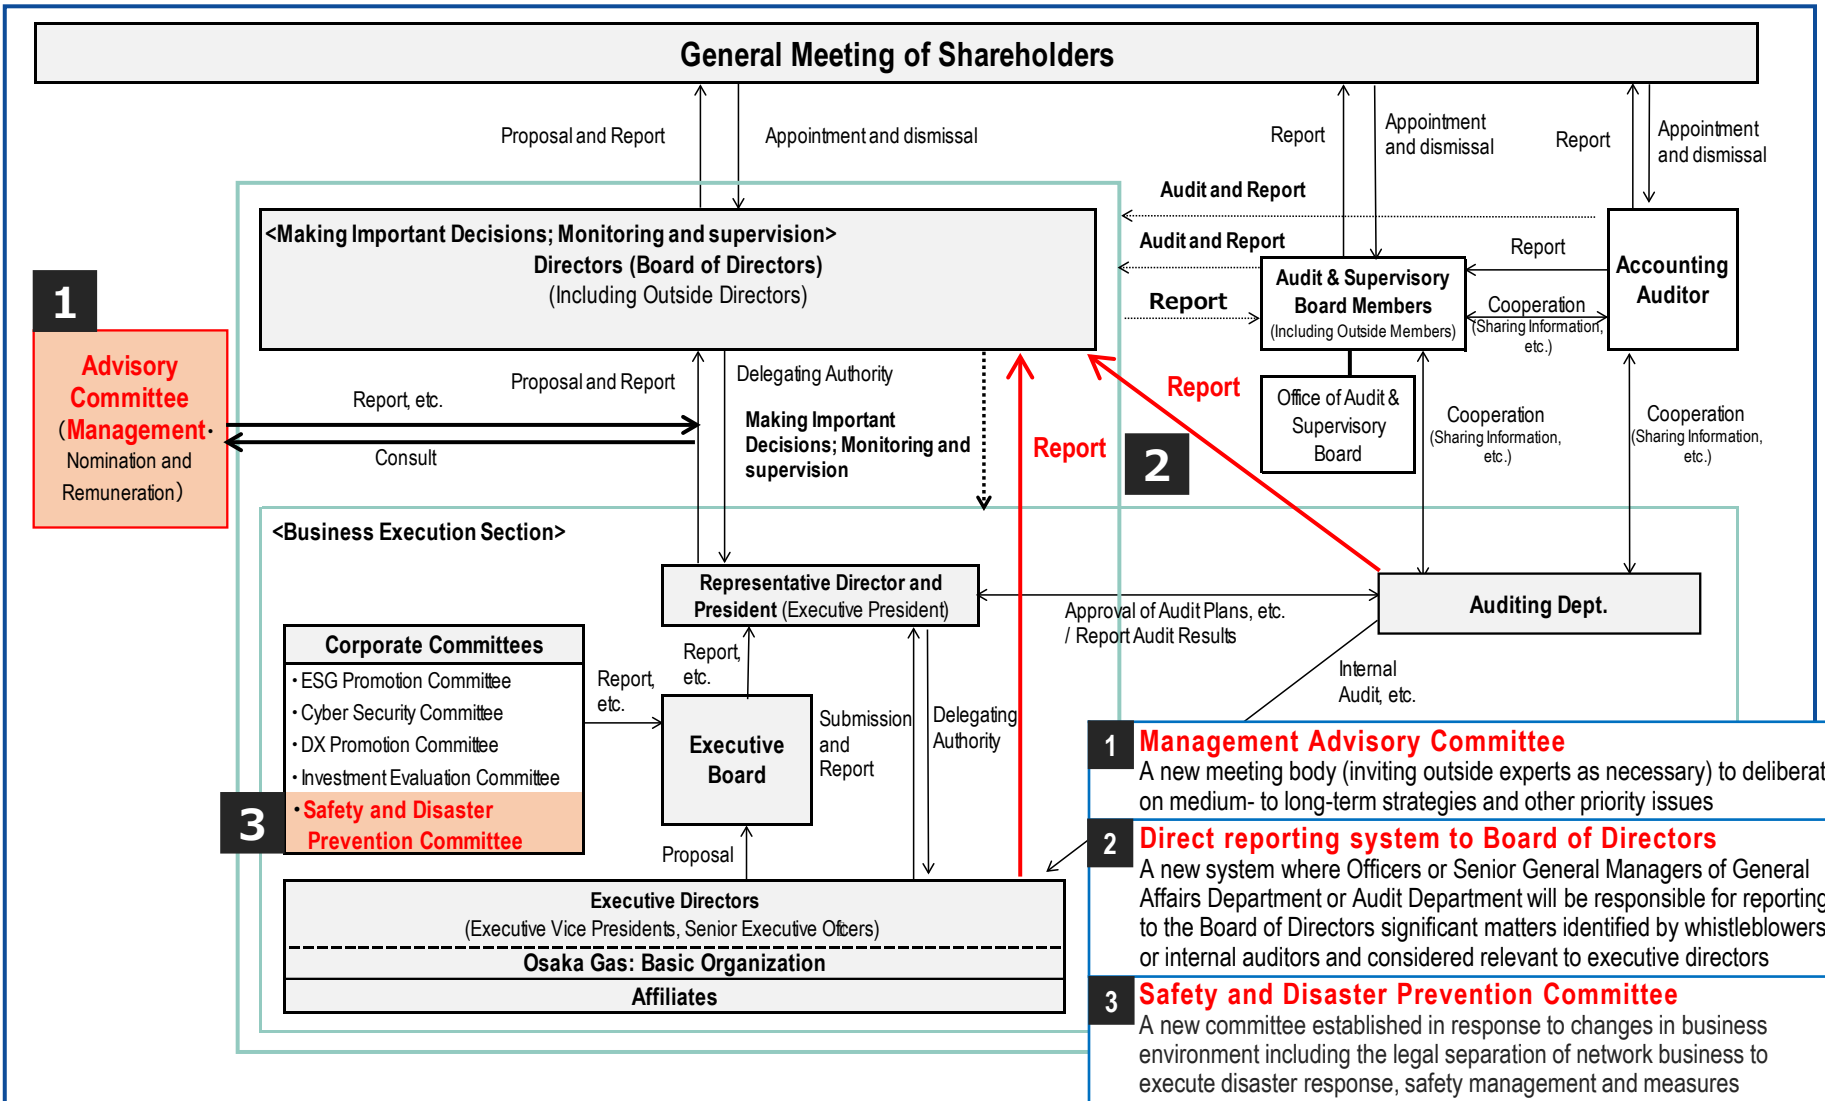 General Meeting of Shareholders
Proposal and Report
Appointment and dismissal
Report
Appointment
and dismissal
Report
Appointment
and dismissal
Audit and Report
<Making Important Decisions; Monitoring and supervision>
Directors (Board of Directors)
(Including Outside Directors)
Audit and Report
Report
Audit & Supervisory
Board Members
(Including Outside Members)
Report
Cooperation
(Sharing Information,
etc.)
Accounting
Auditor
1
Advisory
Committee
(Management・
Nomination and
Remuneration)
Report, etc.
Consult
Proposal and Report
Delegating Authority
Making Important
Decisions; Monitoring and
supervision
Report
Report
2
Office of Audit &
Supervisory
Board
Cooperation
(Sharing Information,
etc.)
Cooperation
(Sharing Information,
etc.)
<Business Execution Section>
Representative Director and
President (Executive President)
Approval of Audit Plans, etc.
/ Report Audit Results
Auditing Dept.
Internal
Audit, etc.
Corporate Committees
・ESG Promotion Committee
・Cyber Security Committee
・DX Promotion Committee
・Investment Evaluation Committee
・Safety and Disaster
Prevention Committee
3
Report,
etc.
Report,
etc.
Executive
Board
Submission
and
Report
Delegating
Authority
Proposal
Executive Directors
(Executive Vice Presidents, Senior Executive Ofcers)
Osaka Gas: Basic Organization
Affiliates
1 Management Advisory Committee
A new meeting body (inviting outside experts as necessary) to deliberat
on medium- to long-term strategies and other priority issues
2 Direct reporting system to Board of Directors
A new system where Officers or Senior General Managers of General
Affairs Department or Audit Department will be responsible for reporting
to the Board of Directors significant matters identified by whistleblowers
or internal auditors and considered relevant to executive directors
3 Safety and Disaster Prevention Committee
A new committee established in response to changes in business
environment including the legal separation of network business to
execute disaster response, safety management and measures